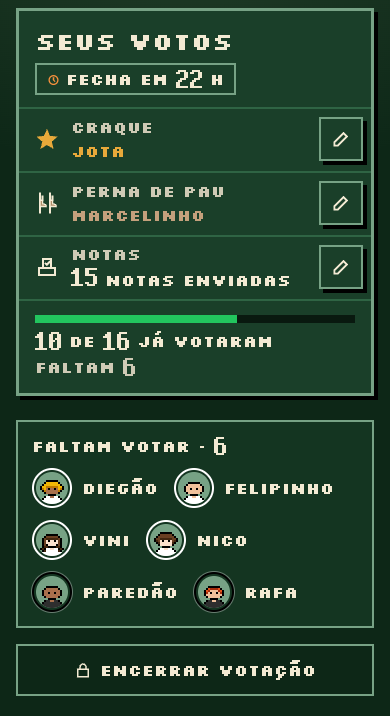 SEUS VOTOS
FECHA EM 22 H
CRAQUE
JOTA
PERNA DE PAU
MARCELINHO
NOTAS
15 NOTAS ENVIADAS
10 DE 16 JÁ VOTARAM
FALTAM 6
FALTAM VOTAR · 6
DIEGÃO FELIPINHO
VINI NICO
PAREDÃO RAFA
ENCERRAR VOTAÇÃO